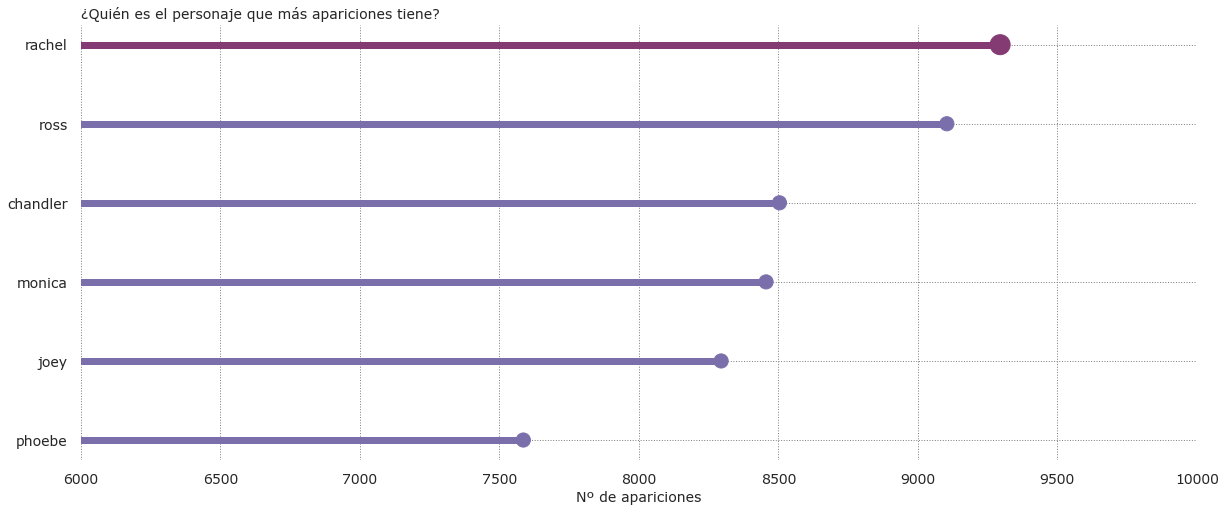 ¿Quién es el personaje que más apariciones tiene?
rachel
ross
chandler
monica
joey
phoebe
6000 6500 7000 7500 8000 8500 9000 9500 10000
Nº de apariciones